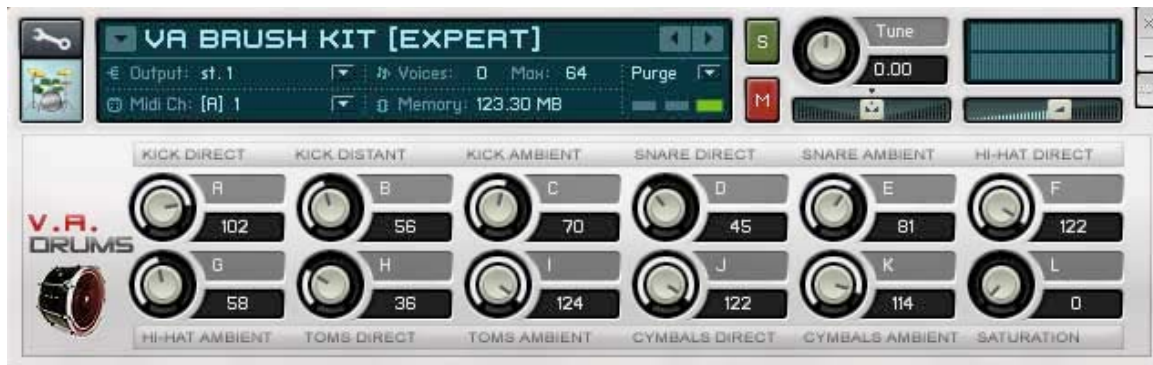 VA BRUSH KIT [EXPERT]
S
Tune
Output: st. 1
Voices: 0 Max: 64
Purge
0.00
Midi Ch: [A] 1
Memory: 123.30 MB
M
KICK DIRECT KICK DISTANT KICK AMBIENT SNARE DIRECT SNARE AMBIENT HI-HAT DIRECT
A B C D E F
V.A.
DRUMS
102 56 70 45 81 122
G H I J K L
58 36 124 122 114 0
HI-HAT AMBIENT TOMS DIRECT TOMS AMBIENT CYMBALS DIRECT CYMBALS AMBIENT SATURATION